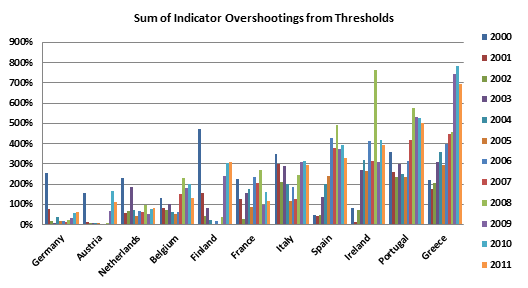 Sum of Indicator Overshootings from Thresholds
900%
800%
700%
600%
500%
400%
300%
200%
100%
0%
Germany
Austria
Netherlands
Belgium
Finland
France
Italy
Spain
Ireland
Portugal
Greece
2000
2001
2002
2003
2004
2005
2006
2007
2008
2009
2010
2011